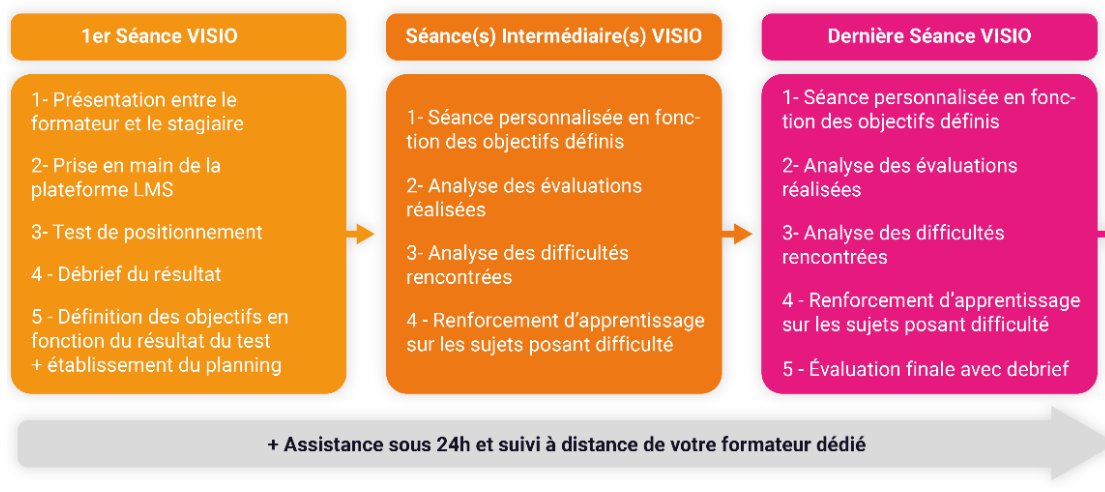 1er Séance VISIO
1- Présentation entre le
formateur et le stagiaire
2- Prise en main de la
plateforme LMS
3- Test de positionnement
4 - Débrief du résultat
5 - Définition des objectifs en
fonction du résultat du test
+ établissement du planning
Séance(s) Intermédiaire(s) VISIO
1- Séance personnalisée en fonc-
tion des objectifs définis
2- Analyse des évaluations
réalisées
3- Analyse des difficultés
rencontrées
4 - Renforcement d’apprentissage
sur les sujets posant difficulté
Dernière Séance VISIO
1- Séance personnalisée en fonc-
tion des objectifs définis
2- Analyse des évaluations
réalisées
3- Analyse des difficultés
rencontrées
4 - Renforcement d’apprentissage
sur les sujets posant difficulté
5 - Évaluation finale avec debrief
+ Assistance sous 24h et suivi à distance de votre formateur dédié